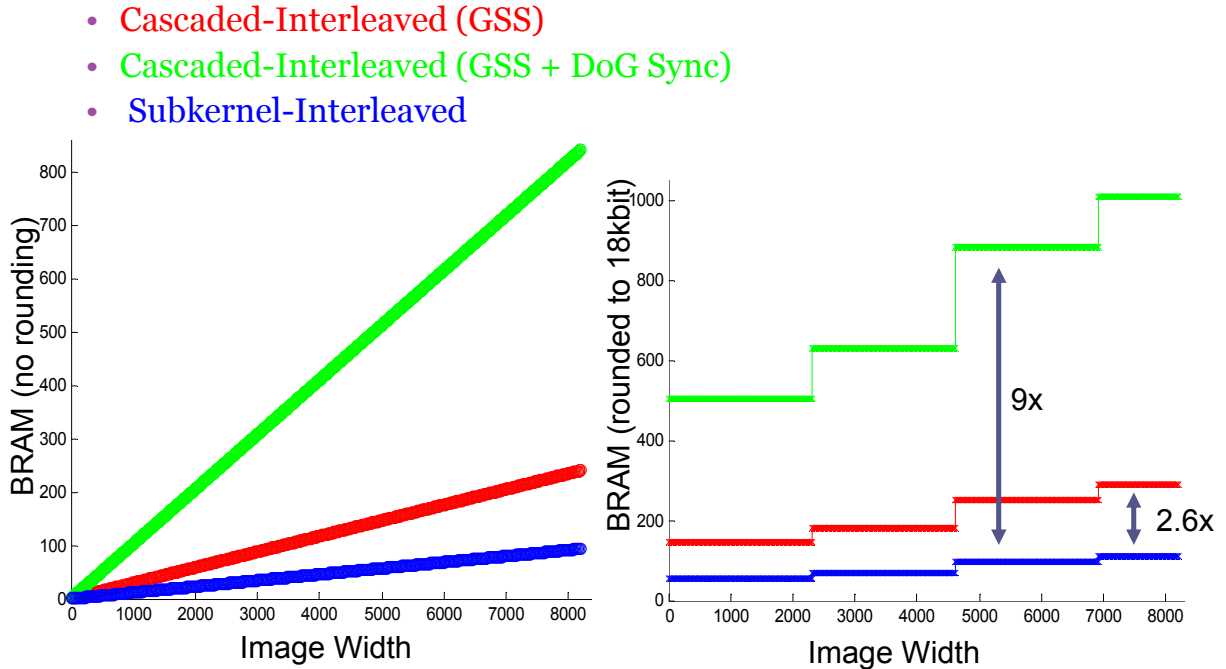 • Cascaded-Interleaved (GSS)
• Cascaded-Interleaved (GSS + DoG Sync)
• Subkernel-Interleaved
BRAM (no rounding)
800
700
600
500
400
300
200
100
0
0 1000 2000 3000 4000 5000 6000 7000 8000
Image Width
BRAM (rounded to 18kbit)
1000
800
600
400
200
0
9x
2.6x
0 1000 2000 3000 4000 5000 6000 7000 8000
Image Width